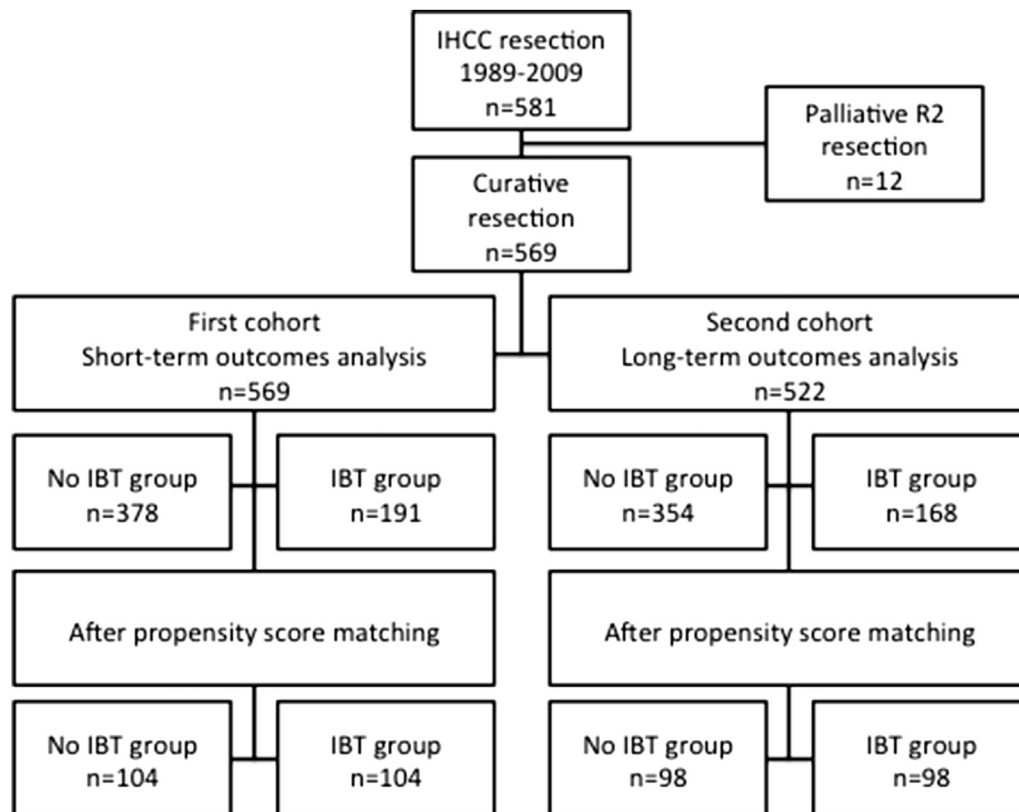 IHCC resection
1989-2009
n=581
Palliative R2
resection
n=12
Curative
resection
n=569
First cohort
Short-term outcomes analysis
n=569
Second cohort
Long-term outcomes analysis
n=522
No IBT group
n=378
IBT group
n=191
No IBT group
n=354
IBT group
n=168
After propensity score matching
After propensity score matching
No IBT group
n=104
IBT group
n=104
No IBT group
n=98
IBT group
n=98